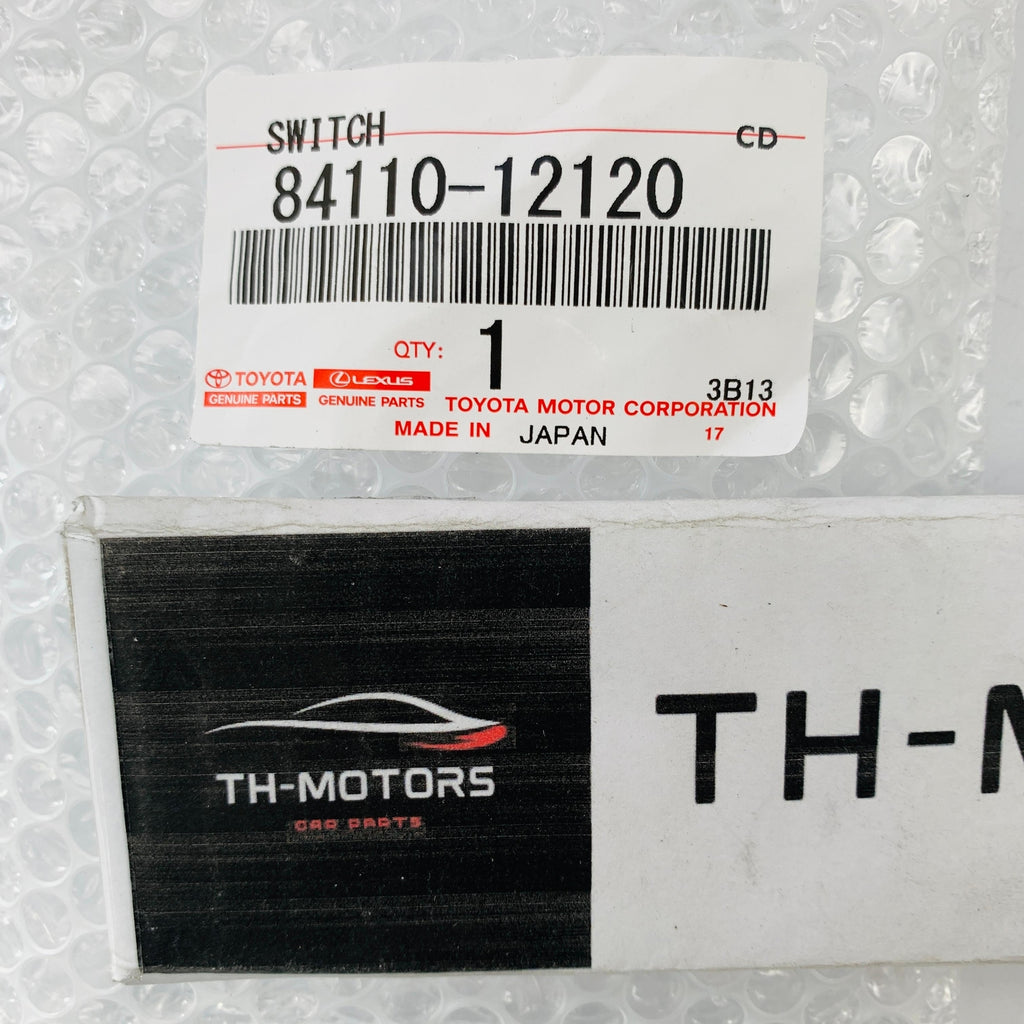 SWITCH CD
84110-12120
QTY: 1
TOYOTA LEXUS 3B13
GENUINE PARTS GENUINE PARTS TOYOTA MOTOR CORPORATION
MADE IN JAPAN 17
TH-MOTORS
CAR PARTS
TH-M